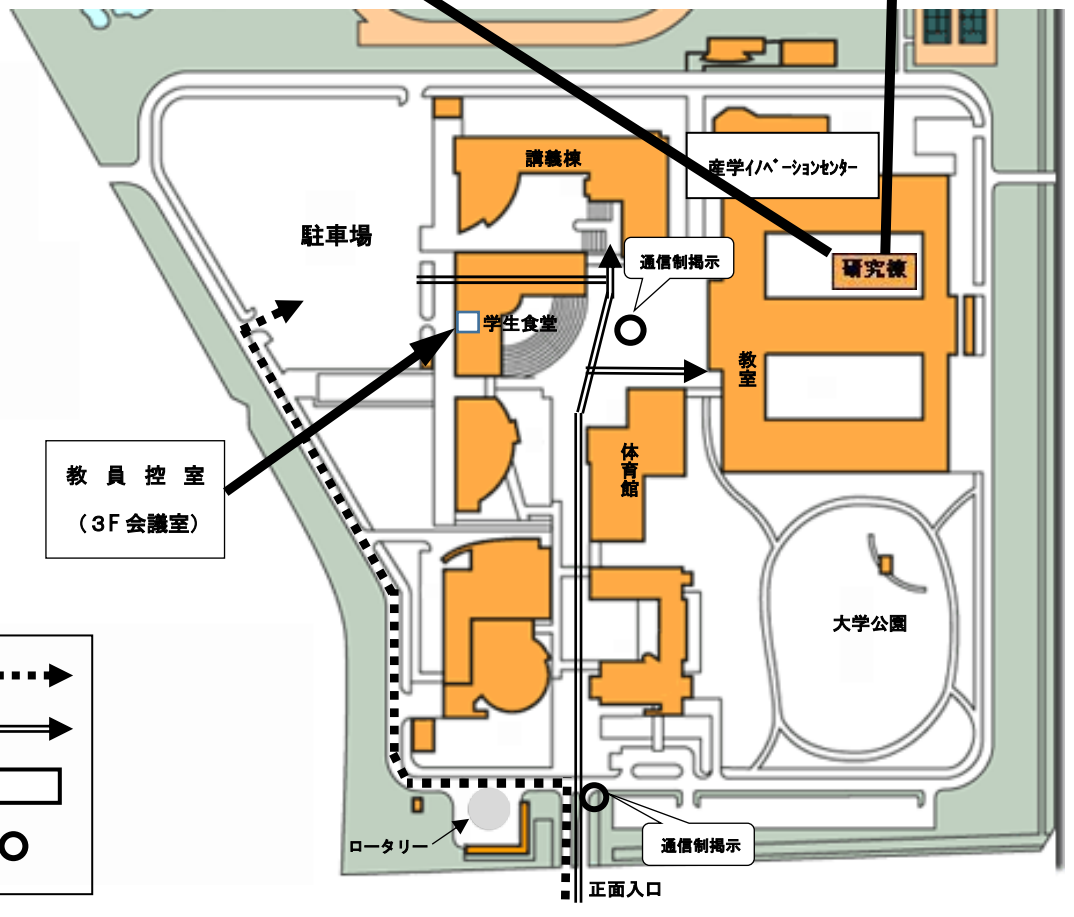 講義棟
産学イノベーションセンター
駐車場
通信制掲示
研究棟
学生食堂
教室
教員控室
（３Ｆ会議室）
体育館
大学公園
ロータリー
通信制掲示
正面入口